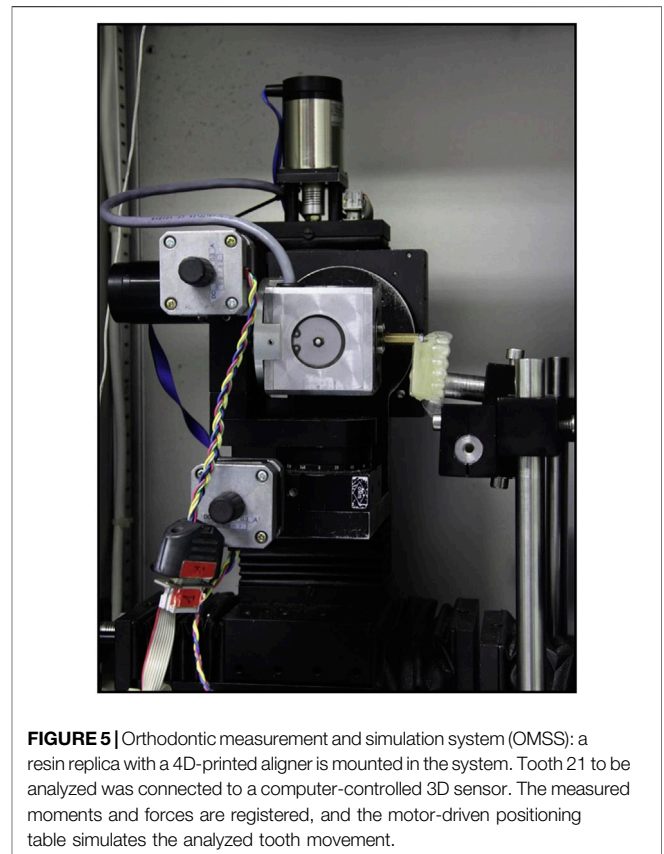 FIGURE 5 | Orthodontic measurement and simulation system (OMSS): a
resin replica with a 4D-printed aligner is mounted in the system. Tooth 21 to be
analyzed was connected to a computer-controlled 3D sensor. The measured
moments and forces are registered, and the motor-driven positioning
table simulates the analyzed tooth movement.